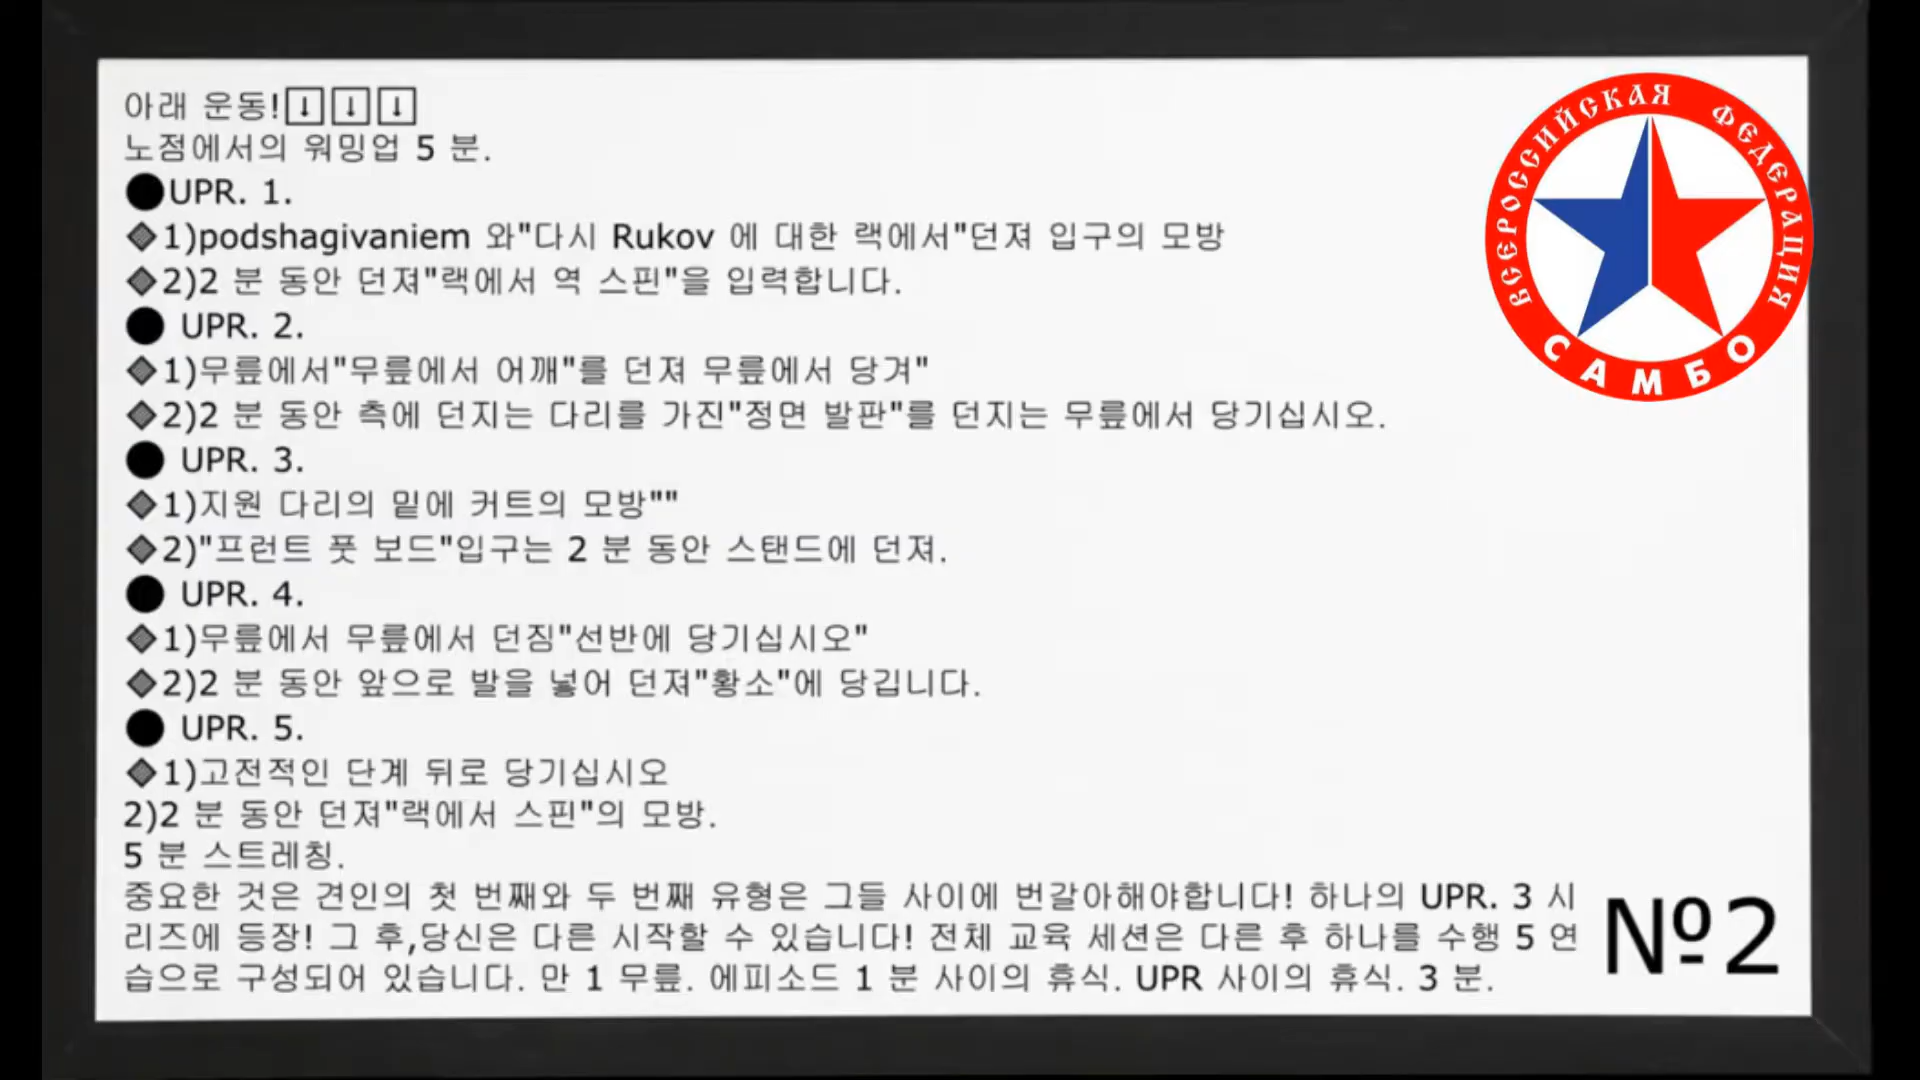 아래 운동!↓↓↓
노점에서의 워밍업 5 분.
●UPR. 1.
◆1)podshagivaniem 와"다시 Rukov 에 대한 랙에서"던져 입구의 모방
◆2)2 분 동안 던져"랙에서 역 스핀"을 입력합니다.
● UPR. 2.
◆1)무릎에서"무릎에서 어깨"를 던져 무릎에서 당겨"
◆2)2 분 동안 측에 던지는 다리를 가진"정면 발판"를 던지는 무릎에서 당기십시오.
● UPR. 3.
◆1)지원 다리의 밑에 커트의 모방""
◆2)"프런트 풋 보드"입구는 2 분 동안 스탠드에 던져.
● UPR. 4.
◆1)무릎에서 무릎에서 던짐"선반에 당기십시오"
◆2)2 분 동안 앞으로 발을 넣어 던져"황소"에 당깁니다.
● UPR. 5.
◆1)고전적인 단계 뒤로 당기십시오
2)2 분 동안 던져"랙에서 스핀"의 모방.
5 분 스트레칭.
중요한 것은 견인의 첫 번째와 두 번째 유형은 그들 사이에 번갈아해야합니다! 하나의 UPR. 3 시
리즈에 등장! 그 후,당신은 다른 시작할 수 있습니다! 전체 교육 세션은 다른 후 하나를 수행 5 연
습으로 구성되어 있습니다. 만 1 무릎. 에피소드 1 분 사이의 휴식. UPR 사이의 휴식. 3 분.
ВСЕРОССИЙСКАЯ ФЕДЕРАЦИЯ
САМБО
№2